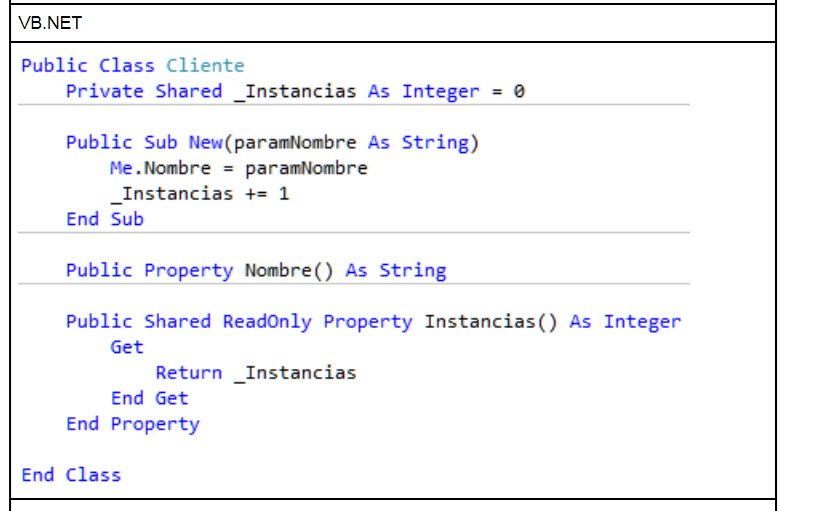 VB.NET
Public Class Cliente
    Private Shared _Instancias As Integer = 0
    Public Sub New(paramNombre As String)
        Me.Nombre = paramNombre
        _Instancias += 1
    End Sub
    Public Property Nombre() As String
    Public Shared ReadOnly Property Instancias() As Integer
        Get
            Return _Instancias
        End Get
    End Property
End Class